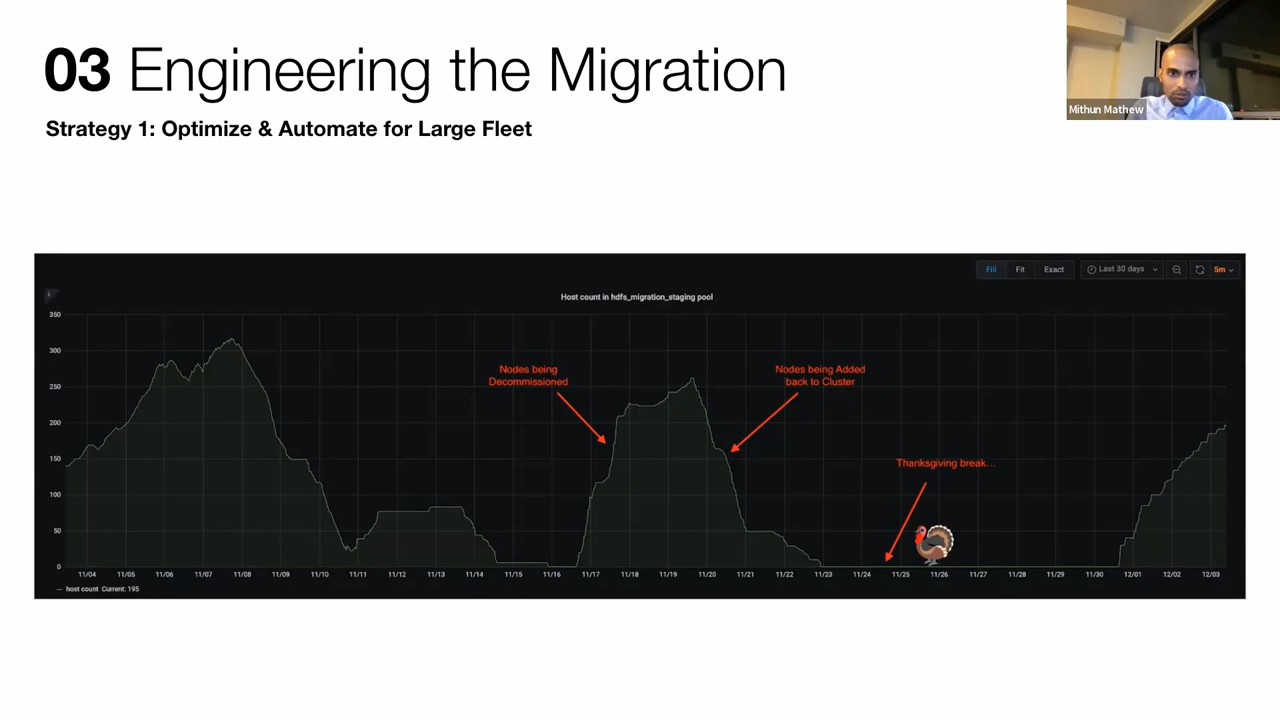 03 Engineering the Migration
Strategy 1: Optimize & Automate for Large Fleet
Mithun Mathew
Fill Fit Exact Last 30 days 5m
i
Host count in hdfs_migration_staging pool
350
300
250
200
150
100
50
0
Nodes being
Decommissioned
Nodes being Added
back to Cluster
Thanksgiving break...
11/04 11/05 11/06 11/07 11/08 11/09 11/10 11/11 11/12 11/13 11/14 11/15 11/16 11/17 11/18 11/19 11/20 11/21 11/22 11/23 11/24 11/25 11/26 11/27 11/28 11/29 11/30 12/01 12/02 12/03
host count Current: 195